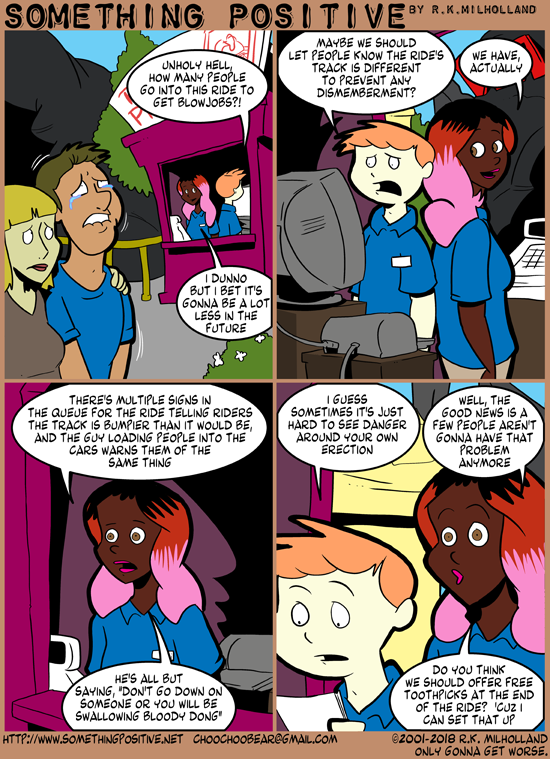 SOMETHING POSITIVE BY R.K.MILHOLLAND
UNHOLY HELL,
HOW MANY PEOPLE
GO INTO THIS RIDE TO
GET BLOWJOBS?!
I DUNNO
BUT I BET IT'S
GONNA BE A LOT
LESS IN THE
FUTURE
MAYBE WE SHOULD
LET PEOPLE KNOW THE RIDE'S
TRACK IS DIFFERENT
TO PREVENT ANY
DISMEMBERMENT?
WE HAVE,
ACTUALLY
THERE'S MULTIPLE SIGNS IN
THE QUEUE FOR THE RIDE TELLING RIDERS
THE TRACK IS BUMPIER THAN IT WOULD BE,
AND THE GUY LOADING PEOPLE INTO THE
CARS WARNS THEM OF THE
SAME THING
HE'S ALL BUT
SAYING, "DON'T GO DOWN ON
SOMEONE OR YOU WILL BE
SWALLOWING BLOODY DONG"
I GUESS
SOMETIMES IT'S JUST
HARD TO SEE DANGER
AROUND YOUR OWN
ERECTION
WELL, THE
GOOD NEWS IS A
FEW PEOPLE AREN'T
GONNA HAVE THAT
PROBLEM
ANYMORE
DO YOU THINK
WE SHOULD OFFER FREE
TOOTHPICKS AT THE END
OF THE RIDE? 'CUZ I
CAN SET THAT UP
HTTP://WWW.SOMETHINGPOSITIVE.NET CHOOCHOOBEAR@GMAIL.COM ©2001-2018 R.K. MILHOLLAND
ONLY GONNA GET WORSE.